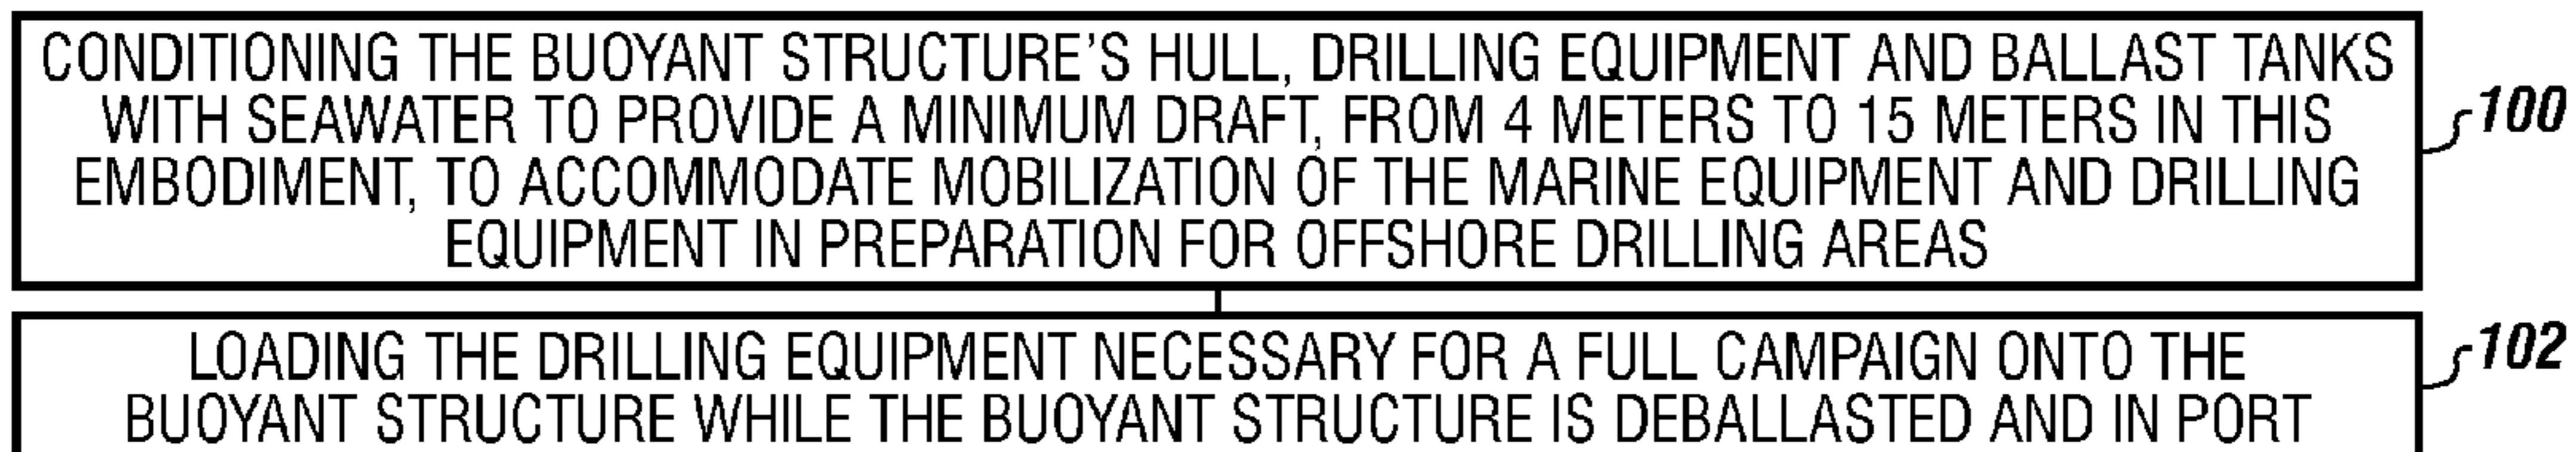 CONDITIONING THE BUOYANT STRUCTURE'S HULL, DRILLING EQUIPMENT AND BALLAST TANKS
WITH SEAWATER TO PROVIDE A MINIMUM DRAFT, FROM 4 METERS TO 15 METERS IN THIS
EMBODIMENT, TO ACCOMMODATE MOBILIZATION OF THE MARINE EQUIPMENT AND DRILLING
EQUIPMENT IN PREPARATION FOR OFFSHORE DRILLING AREAS
100
LOADING THE DRILLING EQUIPMENT NECESSARY FOR A FULL CAMPAIGN ONTO THE
BUOYANT STRUCTURE WHILE THE BUOYANT STRUCTURE IS DEBALLASTED AND IN PORT
102